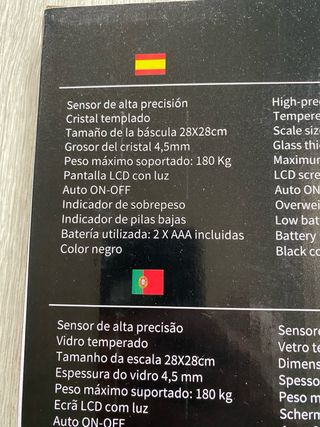 Sensor de alta precisión
Cristal templado
Tamaño de la báscula 28X28cm
Grosor del cristal 4,5mm
Peso máximo soportado: 180 Kg
Pantalla LCD con luz
Auto ON-OFF
Indicador de sobrepeso
Indicador de pilas bajas
Batería utilizada: 2 X AAA incluidas
Color negro
High-pre
Tempere
Scale siz
Glass thi
Maximum
LCD scre
Auto ON
Overwei
Low batt
Battery
Black co
Sensor de alta precisão
Vidro temperado
Tamanho da escala 28X28cm
Espessura do vidro 4,5 mm
Peso máximo suportado: 180 kg
Ecrã LCD com luz
Auto ON-OFF
Sensore
Vetro te
Dimens
Spesso
Peso m
Scherm